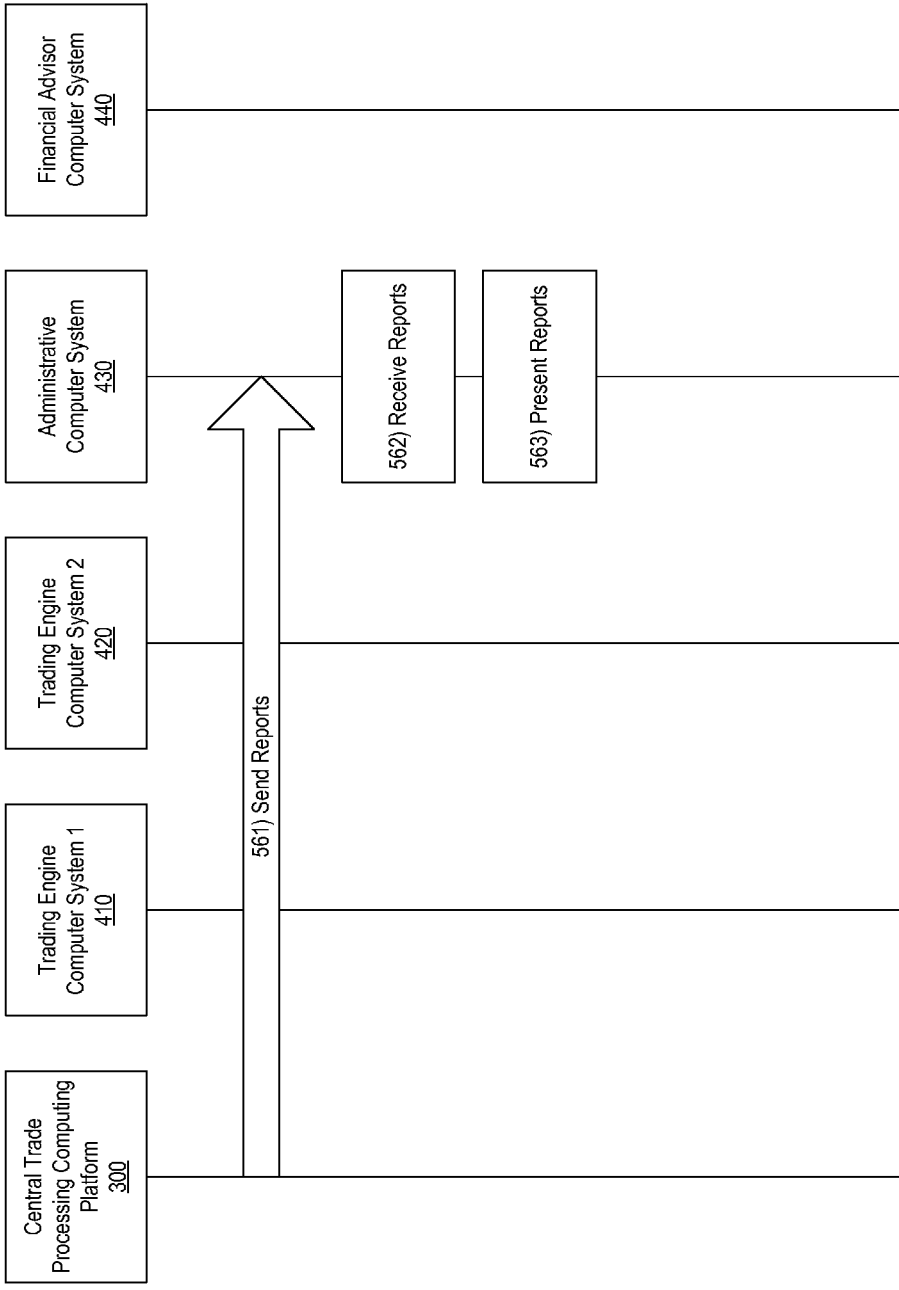 Central Trade
Processing Computing
Platform
300
Trading Engine
Computer System 1
410
Trading Engine
Computer System 2
420
Administrative
Computer System
430
Financial Advisor
Computer System
440
561) Send Reports
562) Receive Reports
563) Present Reports